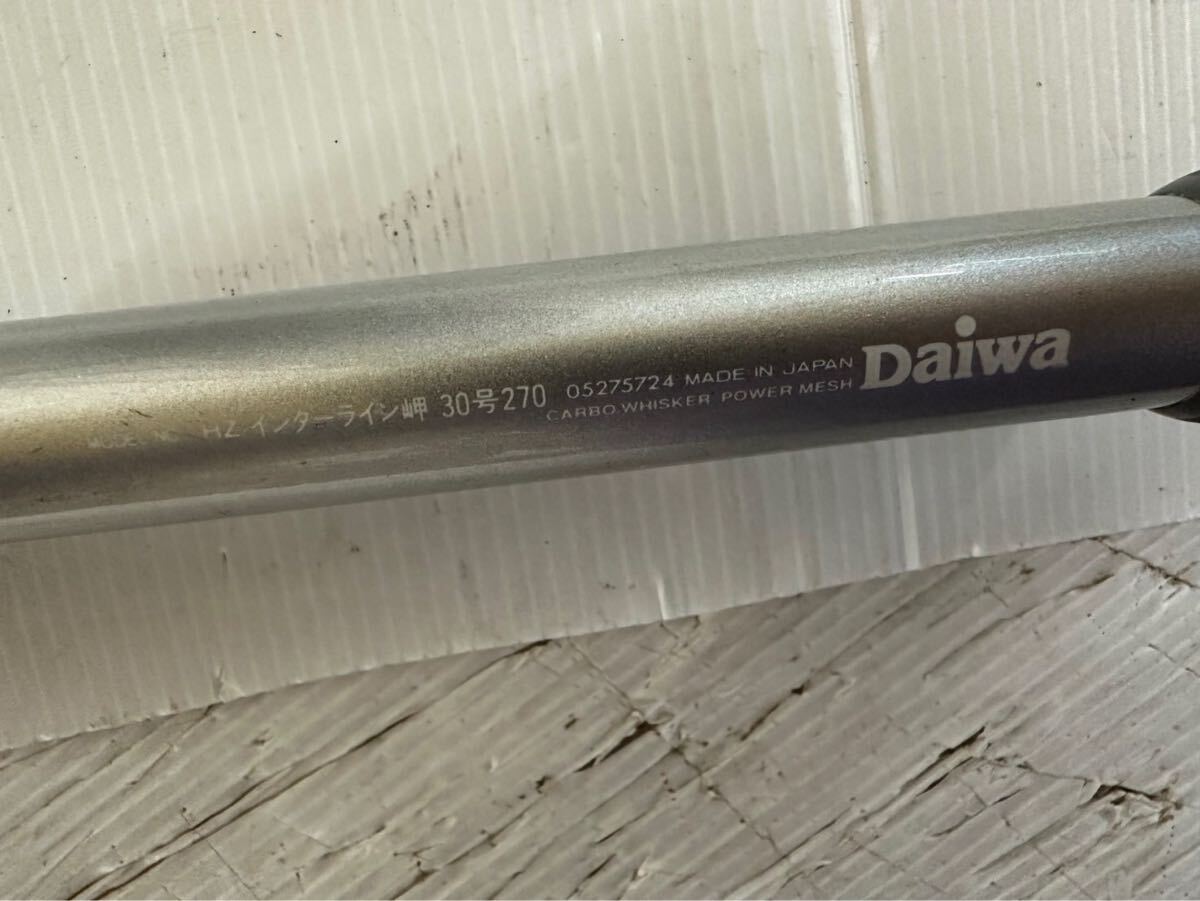 HZ インターライン岬 30号270 05275724 MADE IN JAPAN
CARBO WHISKER POWER MESH
Daiwa